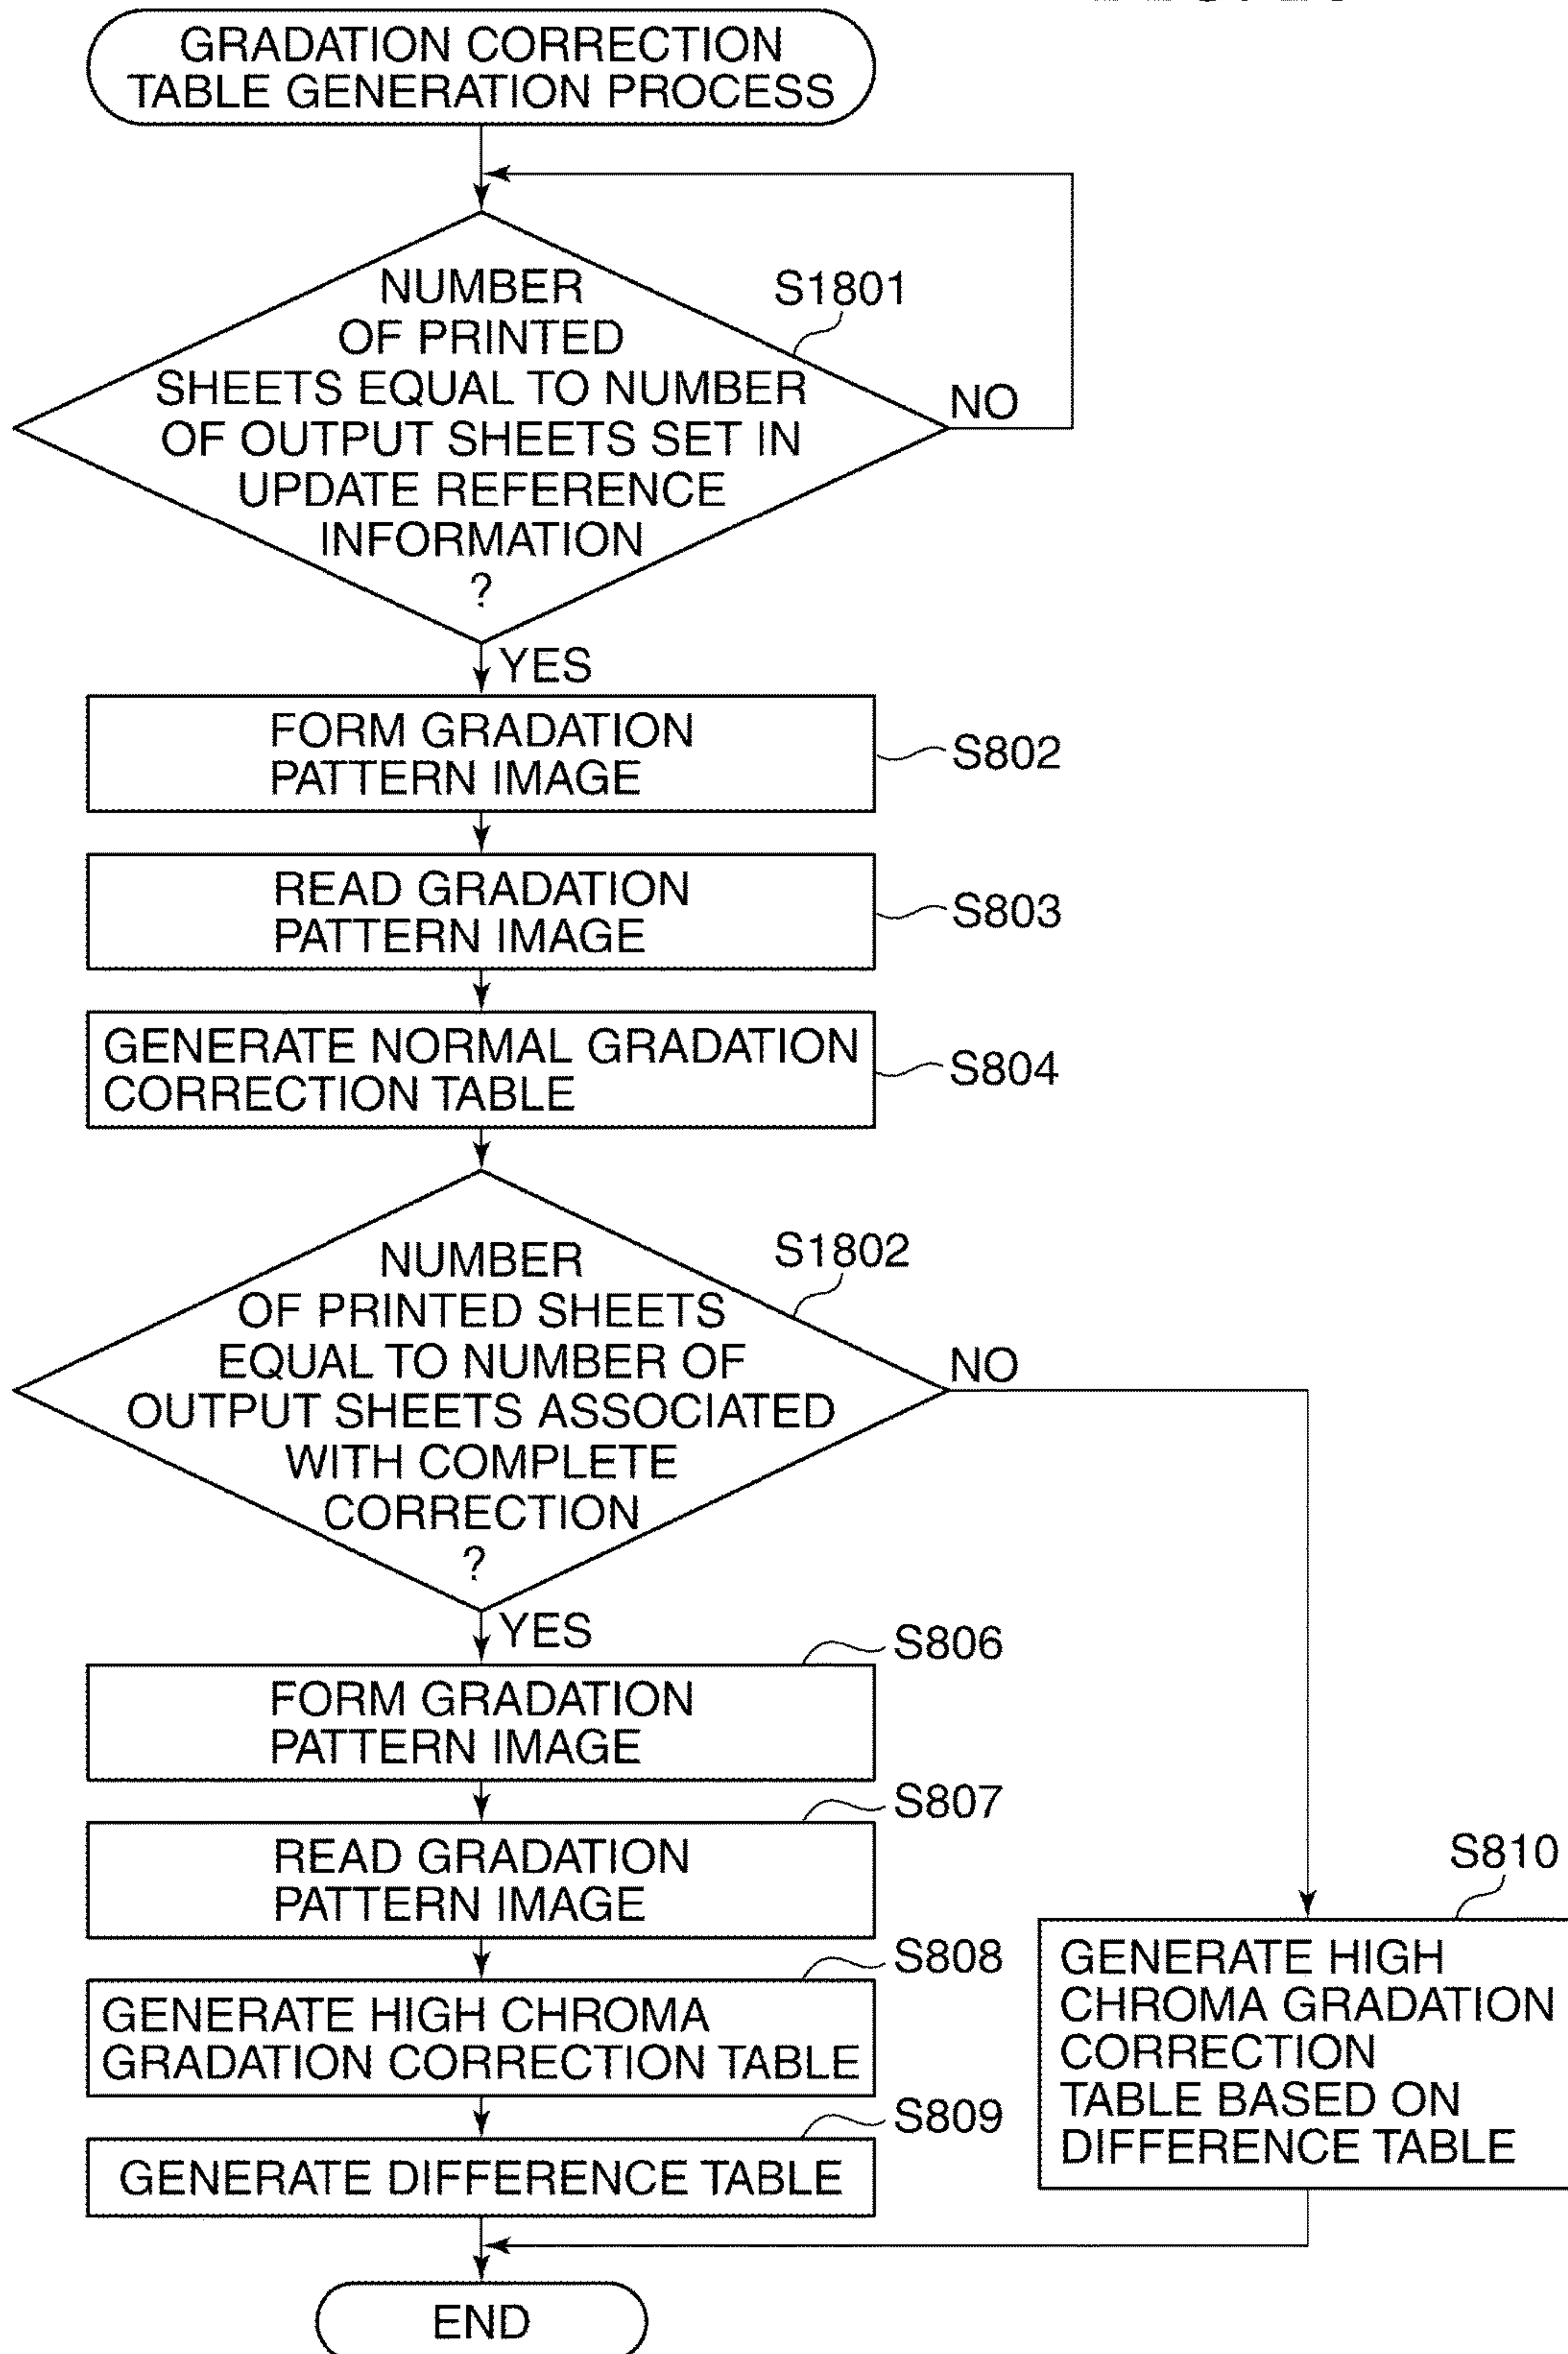 GRADATION CORRECTION
TABLE GENERATION PROCESS
S1801
NUMBER
OF PRINTED
SHEETS EQUAL TO NUMBER
OF OUTPUT SHEETS SET IN
UPDATE REFERENCE
INFORMATION
?
NO
YES
FORM GRADATION
PATTERN IMAGE
S802
READ GRADATION
PATTERN IMAGE
S803
GENERATE NORMAL GRADATION
CORRECTION TABLE
S804
S1802
NUMBER
OF PRINTED SHEETS
EQUAL TO NUMBER OF
OUTPUT SHEETS ASSOCIATED
WITH COMPLETE
CORRECTION
?
NO
YES
S806
FORM GRADATION
PATTERN IMAGE
S807
READ GRADATION
PATTERN IMAGE
S808
GENERATE HIGH CHROMA
GRADATION CORRECTION TABLE
S809
GENERATE DIFFERENCE TABLE
S810
GENERATE HIGH
CHROMA GRADATION
CORRECTION
TABLE BASED ON
DIFFERENCE TABLE
END